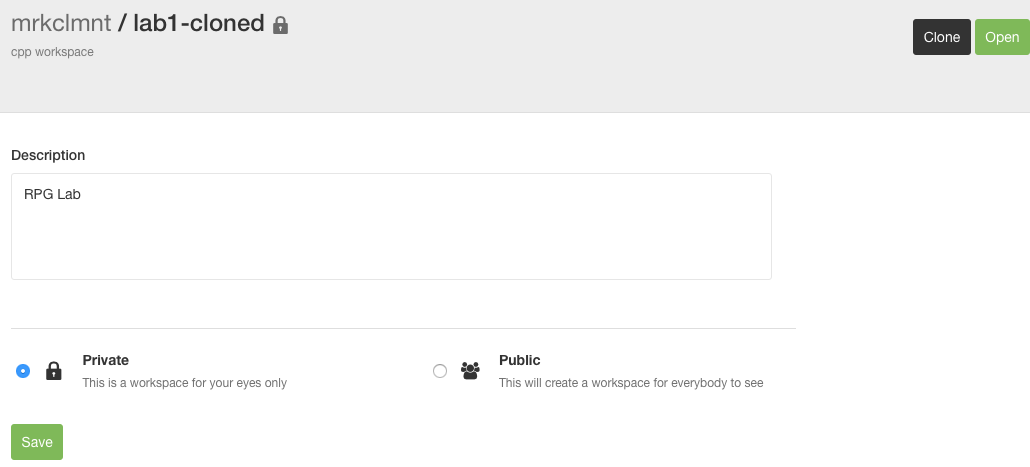 mrkclmnt / lab1-cloned
cpp workspace
Clone
Open
Description
RPG Lab
Private
This is a workspace for your eyes only
Public
This will create a workspace for everybody to see
Save